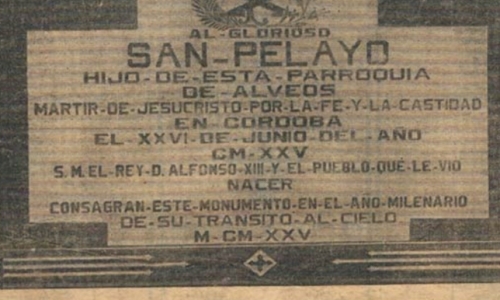 AL-GLORIOSO
SAN-PELAYO
HIJO-DE-ESTA-PARROQUIA
DE-ALVEOS
MARTIR-DE-JESUCRISTO-POR-LA-FE-Y-LA-CASTIDAD
EN-CORDOBA
EL-XXVI-DE-JUNIO-DEL-AÑO
CM-XXV
S.M.EL-REY-D.ALFONSO-XIII-Y-EL-PUEBLO-QUE-LE-VIO
NACER
CONSAGRAN-ESTE-MONUMENTO-EN-EL-AÑO-MILENARIO
DE-SU-TRANSITO-AL-CIELO
M-CM-XXV